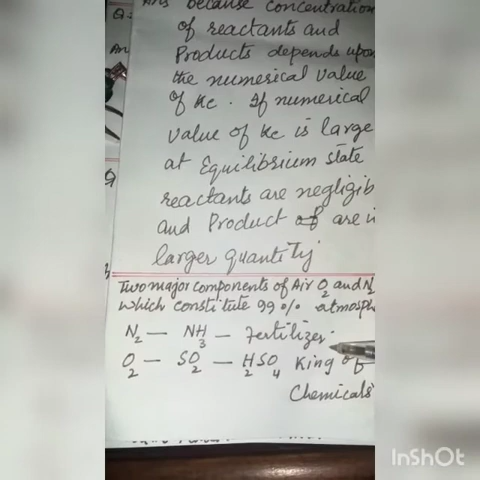 Ans because concentration
of reactants and
Products depends upon
the numerical value
of Kc. If numerical
value of Kc is large
at Equilibrium state
reactants are negligib
and Product are i
larger quantity
Two major components of Air O2 and N2
which constitute 99% atmosph
N2 — NH3 — Fertilizer.
O2 — SO2 — H2SO4 King of
Chemicals
InShOt